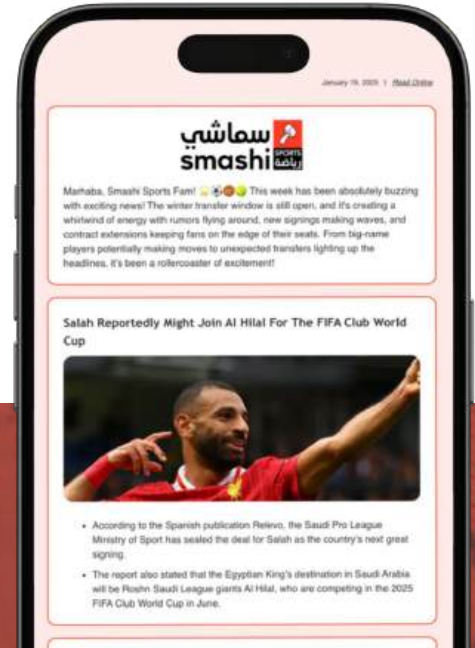 January 19, 2025 | Read Online
سماشي
smashi
SPORTS
رياضة
Marhaba, Smashi Sports Fam! 🌟⚽🏀🎾 This week has been absolutely buzzing
with exciting news! The winter transfer window is still open, and it's creating a
whirlwind of energy with rumors flying around, new signings making waves, and
contract extensions keeping fans on the edge of their seats. From big-name
players potentially making moves to unexpected transfers lighting up the
headlines, it's been a rollercoaster of excitement!
Salah Reportedly Might Join Al Hilal For The FIFA Club World
Cup
• According to the Spanish publication Relevo, the Saudi Pro League
Ministry of Sport has sealed the deal for Salah as the country's next great
signing.
• The report also stated that the Egyptian King's destination in Saudi Arabia
will be Roshn Saudi League giants Al Hilal, who are competing in the 2025
FIFA Club World Cup in June.